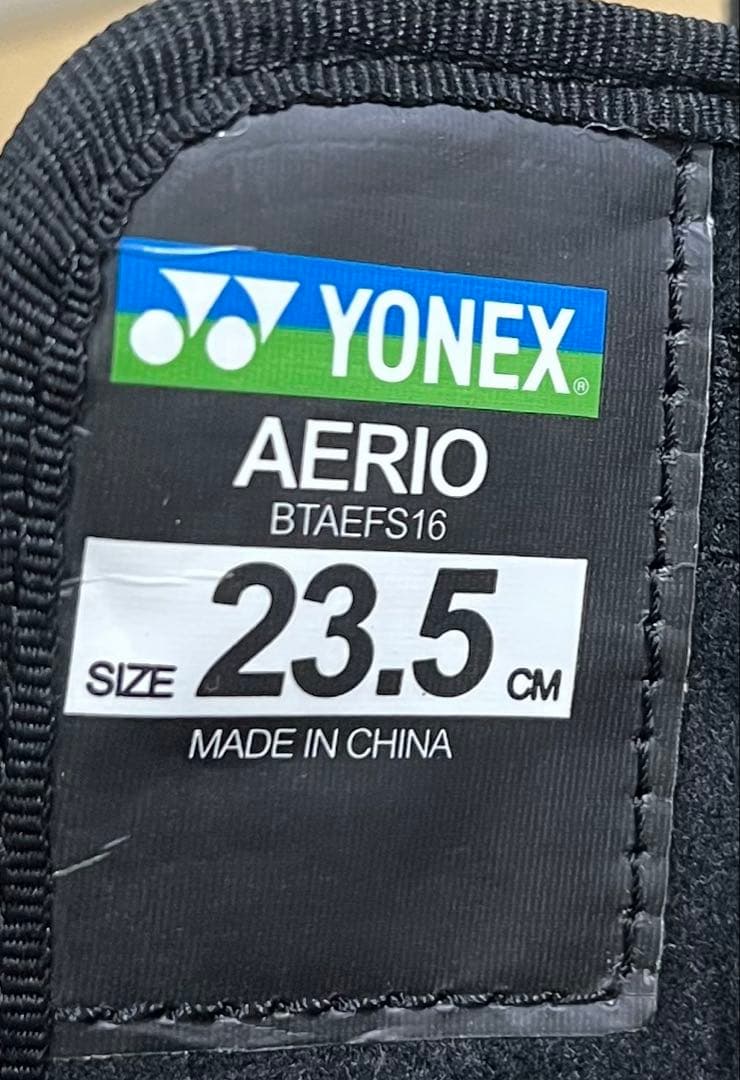 YONEX®
AERIO
BTAEFS16
SIZE 23.5 CM
MADE IN CHINA